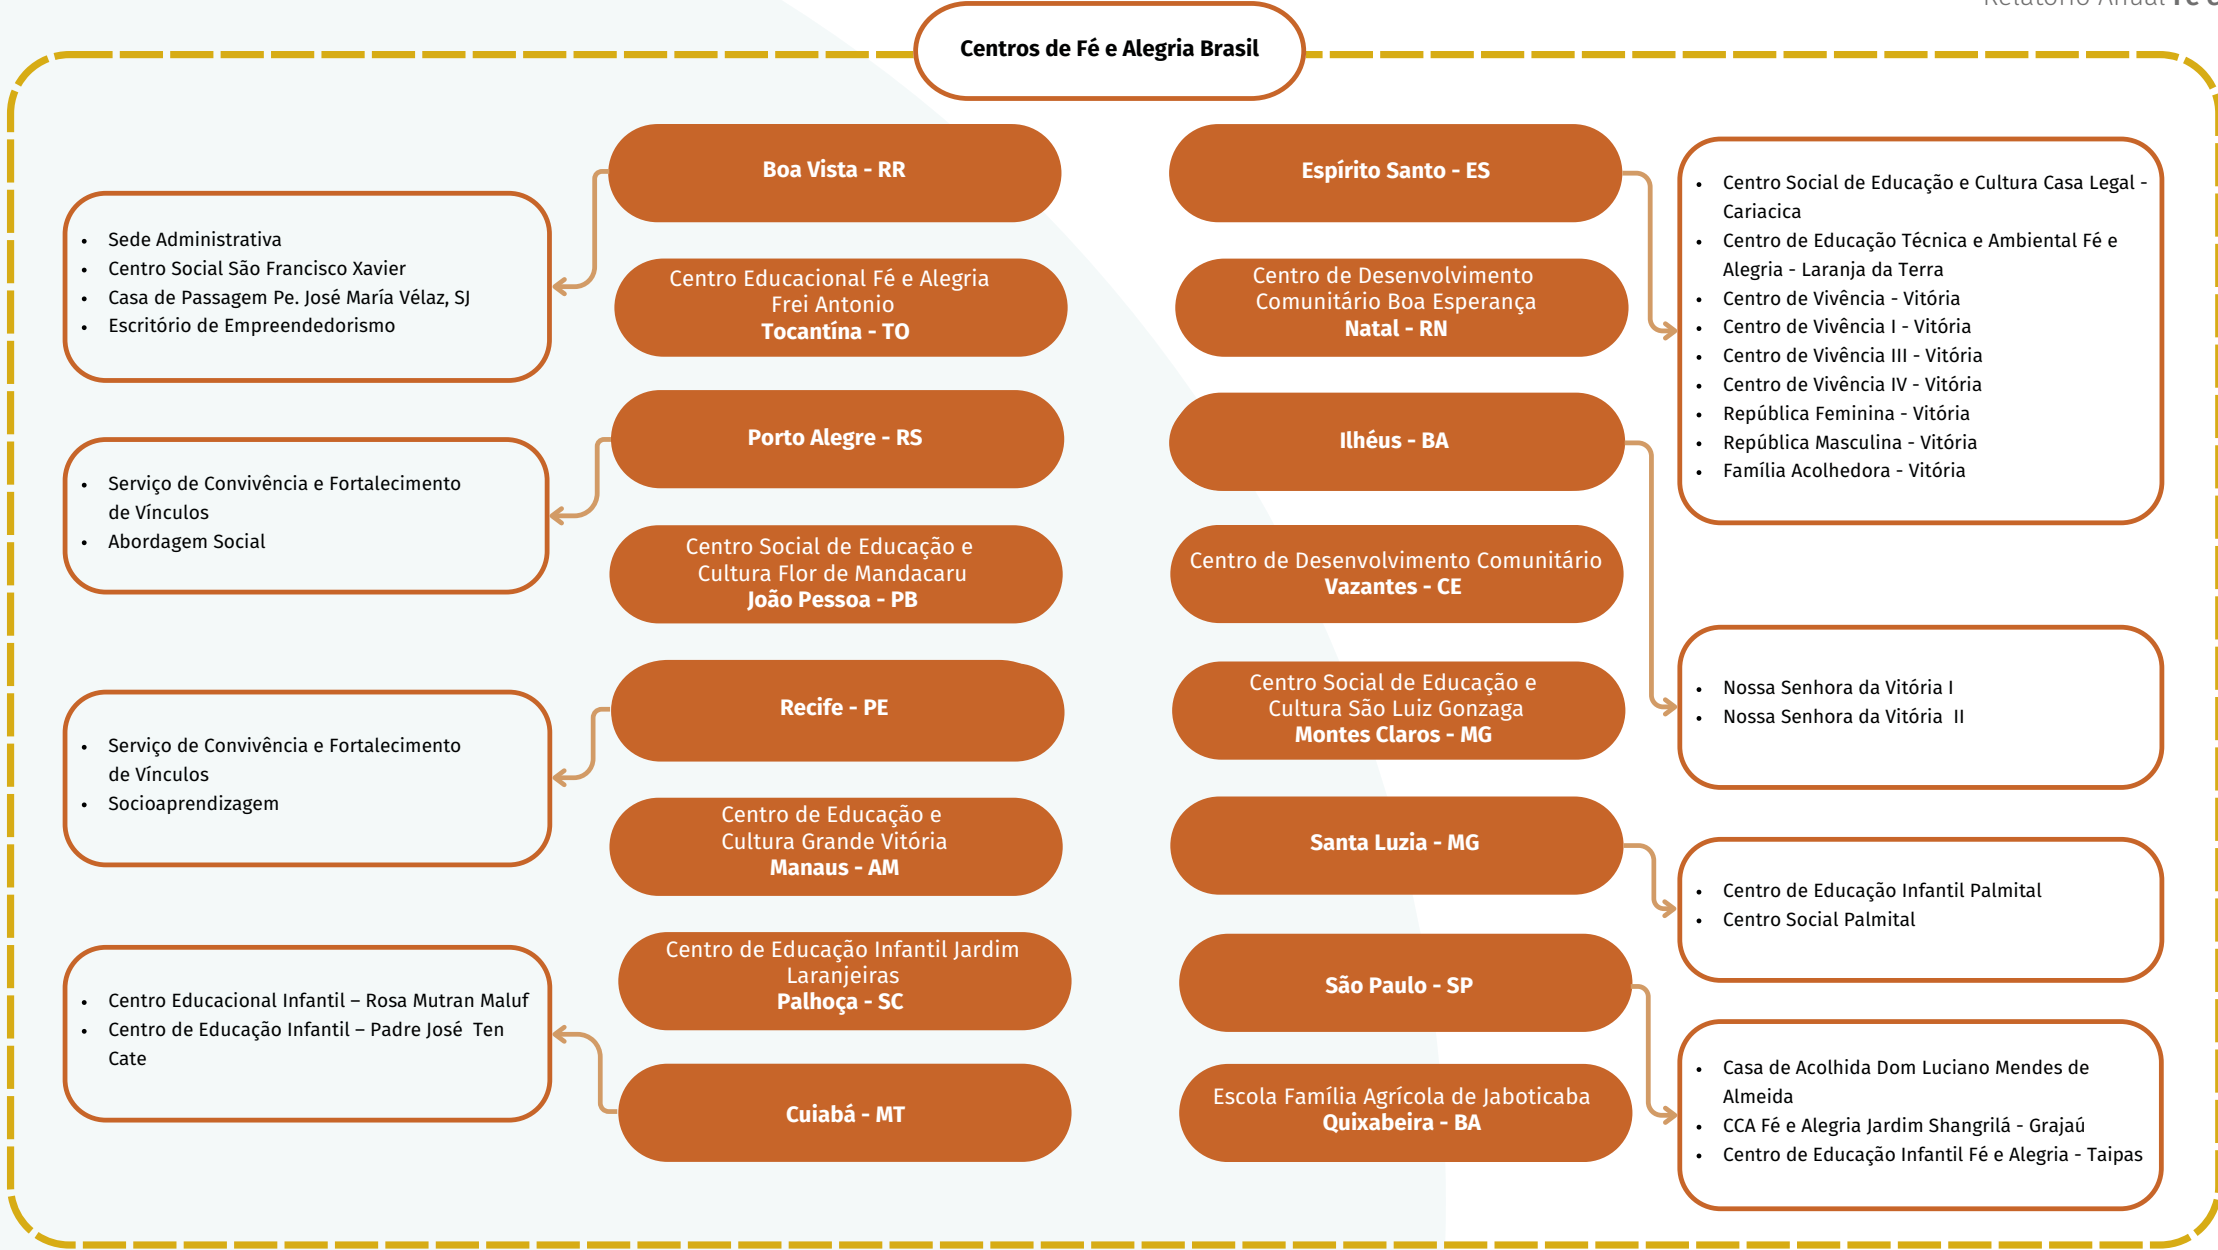 Relatório Anual Fé e
Centros de Fé e Alegria Brasil
Boa Vista - RR
• Sede Administrativa
• Centro Social São Francisco Xavier
• Casa de Passagem Pe. José María Vélaz, SJ
• Escritório de Empreendedorismo
Centro Educacional Fé e Alegria
Frei Antonio
Tocantína - TO
Porto Alegre - RS
• Serviço de Convivência e Fortalecimento
de Vínculos
• Abordagem Social
Centro Social de Educação e
Cultura Flor de Mandacaru
João Pessoa - PB
Recife - PE
• Serviço de Convivência e Fortalecimento
de Vínculos
• Socioaprendizagem
Centro de Educação e
Cultura Grande Vitória
Manaus - AM
Centro de Educação Infantil Jardim
Laranjeiras
Palhoça - SC
• Centro Educacional Infantil – Rosa Mutran Maluf
• Centro de Educação Infantil – Padre José Ten
Cate
Cuiabá - MT
Espírito Santo - ES
• Centro Social de Educação e Cultura Casa Legal -
Cariacica
• Centro de Educação Técnica e Ambiental Fé e
Alegria - Laranja da Terra
• Centro de Vivência - Vitória
• Centro de Vivência I - Vitória
• Centro de Vivência III - Vitória
• Centro de Vivência IV - Vitória
• República Feminina - Vitória
• República Masculina - Vitória
• Família Acolhedora - Vitória
Centro de Desenvolvimento
Comunitário Boa Esperança
Natal - RN
Ilhéus - BA
• Nossa Senhora da Vitória I
• Nossa Senhora da Vitória II
Centro de Desenvolvimento Comunitário
Vazantes - CE
Centro Social de Educação e
Cultura São Luiz Gonzaga
Montes Claros - MG
Santa Luzia - MG
• Centro de Educação Infantil Palmital
• Centro Social Palmital
São Paulo - SP
• Casa de Acolhida Dom Luciano Mendes de
Almeida
• CCA Fé e Alegria Jardim Shangrilá - Grajaú
• Centro de Educação Infantil Fé e Alegria - Taipas
Escola Família Agrícola de Jaboticaba
Quixabeira - BA